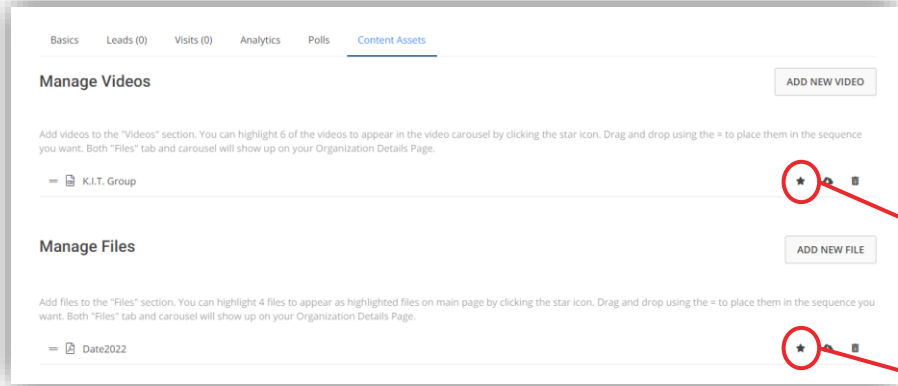 Basics Leads (0) Visits (0) Analytics Polls Content Assets
Manage Videos
ADD NEW VIDEO
Add videos to the "Videos" section. You can highlight 6 of the videos to appear in the video carousel by clicking the star icon. Drag and drop using the = to place them in the sequence
you want. Both "Files" tab and carousel will show up on your Organization Details Page.
K.I.T. Group
Manage Files
ADD NEW FILE
Add files to the "Files" section. You can highlight 4 files to appear as highlighted files on main page by clicking the star icon. Drag and drop using the = to place them in the sequence you
want. Both "Files" tab and carousel will show up on your Organization Details Page.
Date2022